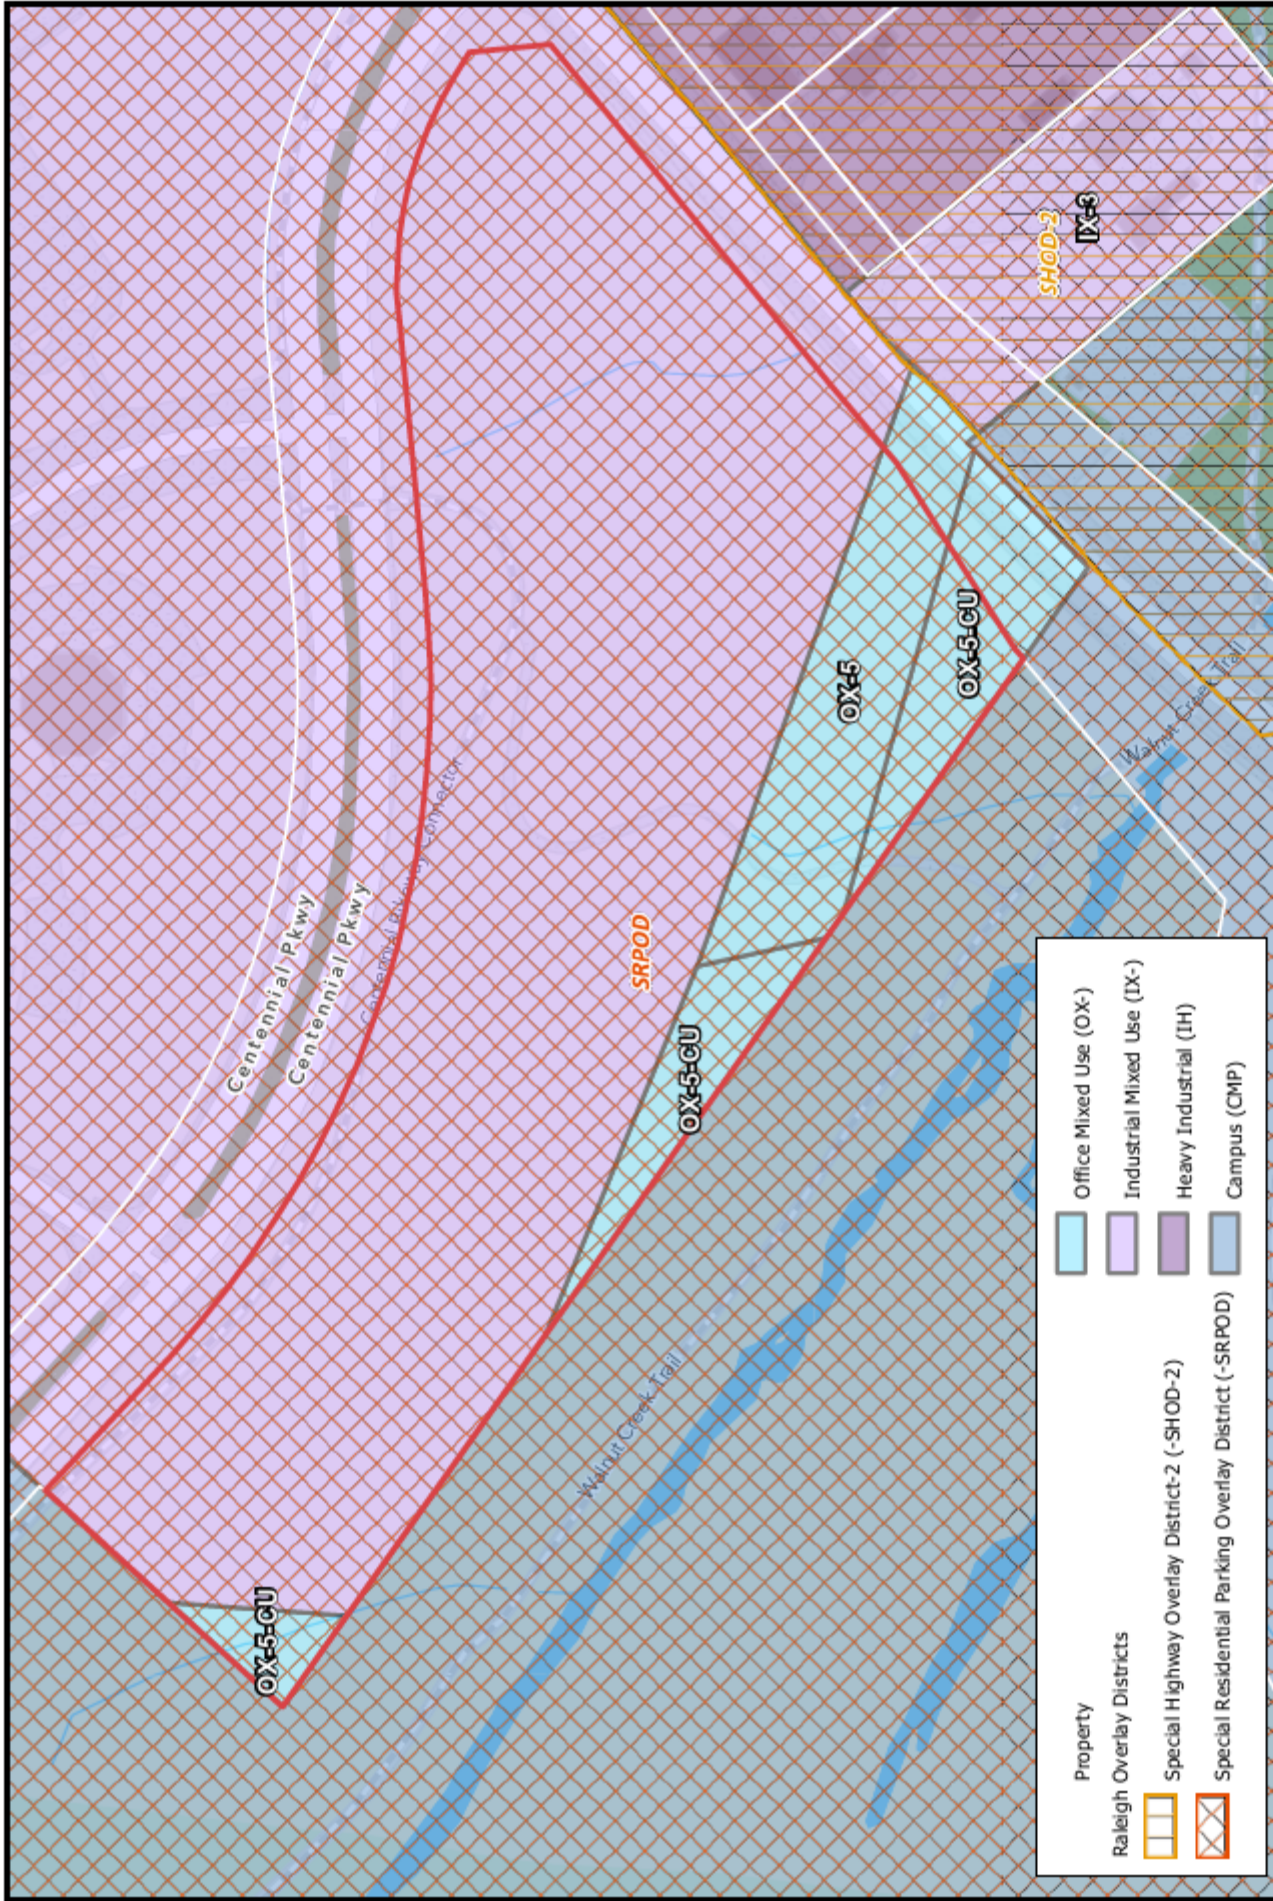 Centennial Pkwy
Centennial Pkwy
Centennial Parkway Connector
SRPOD
OX-5-CU
OX-5-CU
OX-5
OX-5-CU
SHOD-2
IX-3
Walnut Creek Trail
Walnut Creek Trail
Property
Raleigh Overlay Districts
Special Highway Overlay District-2 (-SHOD-2)
Special Residential Parking Overlay District (-SRPOD)
Office Mixed Use (OX-)
Industrial Mixed Use (IX-)
Heavy Industrial (IH)
Campus (CMP)